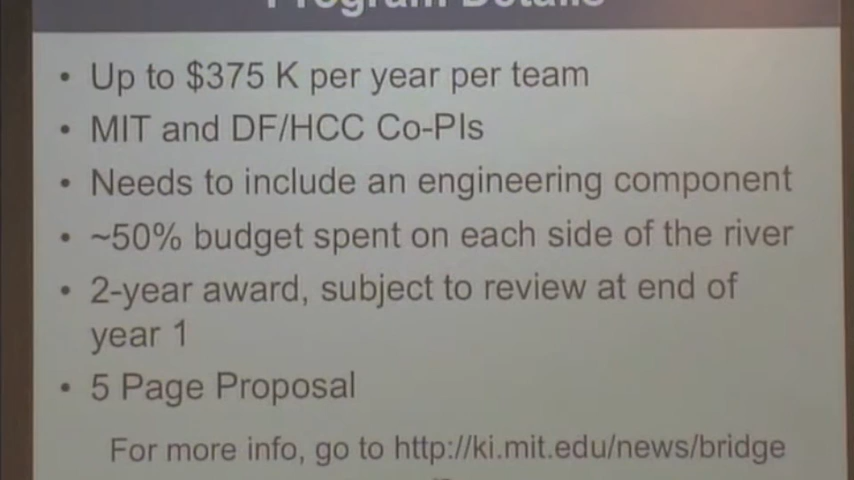 Program Details
• Up to $375 K per year per team
• MIT and DF/HCC Co-PIs
• Needs to include an engineering component
• ~50% budget spent on each side of the river
• 2-year award, subject to review at end of
year 1
• 5 Page Proposal
For more info, go to http://ki.mit.edu/news/bridge